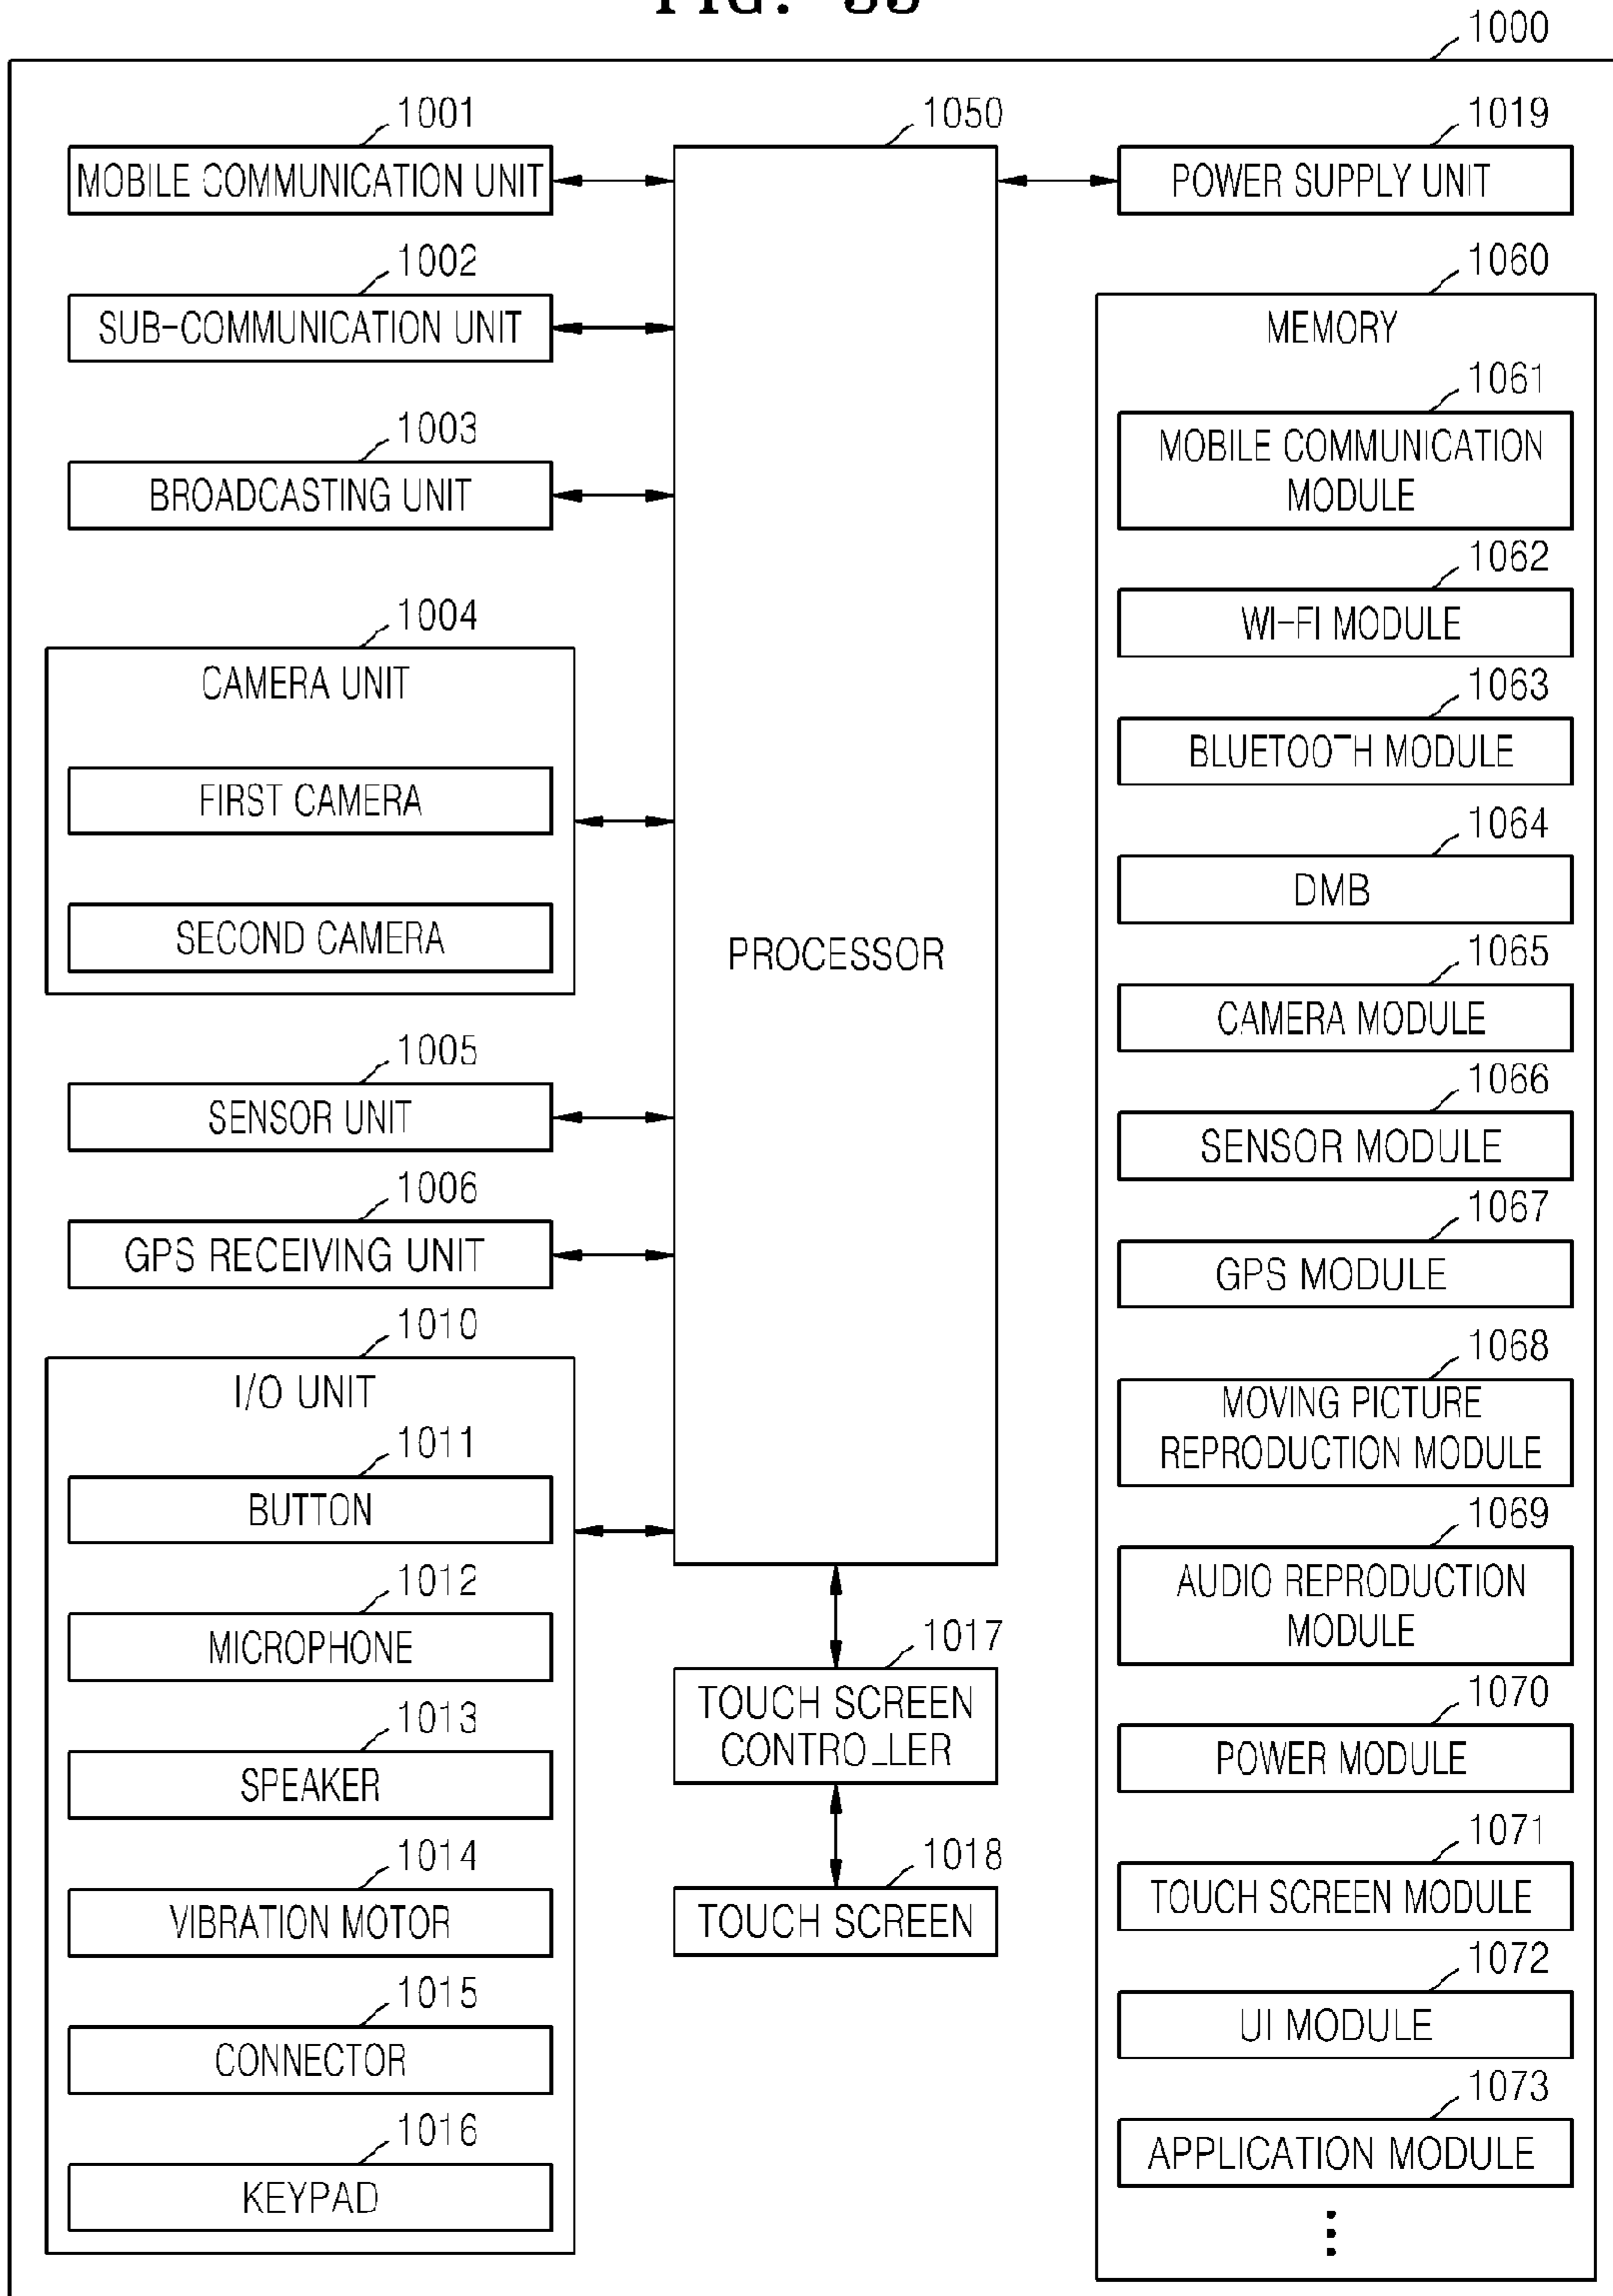 FIG.
1000
1001
MOBILE COMMUNICATION UNIT
1002
SUB-COMMUNICATION UNIT
1003
BROADCASTING UNIT
1004
CAMERA UNIT
FIRST CAMERA
SECOND CAMERA
1005
SENSOR UNIT
1006
GPS RECEIVING UNIT
1010
I/O UNIT
1011
BUTTON
1012
MICROPHONE
1013
SPEAKER
1014
VIBRATION MOTOR
1015
CONNECTOR
1016
KEYPAD
1050
PROCESSOR
1017
TOUCH SCREEN
CONTROLLER
1018
TOUCH SCREEN
1019
POWER SUPPLY UNIT
1060
MEMORY
1061
MOBILE COMMUNICATION
MODULE
1062
WI-FI MODULE
1063
BLUETOOTH MODULE
1064
DMB
1065
CAMERA MODULE
1066
SENSOR MODULE
1067
GPS MODULE
1068
MOVING PICTURE
REPRODUCTION MODULE
1069
AUDIO REPRODUCTION
MODULE
1070
POWER MODULE
1071
TOUCH SCREEN MODULE
1072
UI MODULE
1073
APPLICATION MODULE